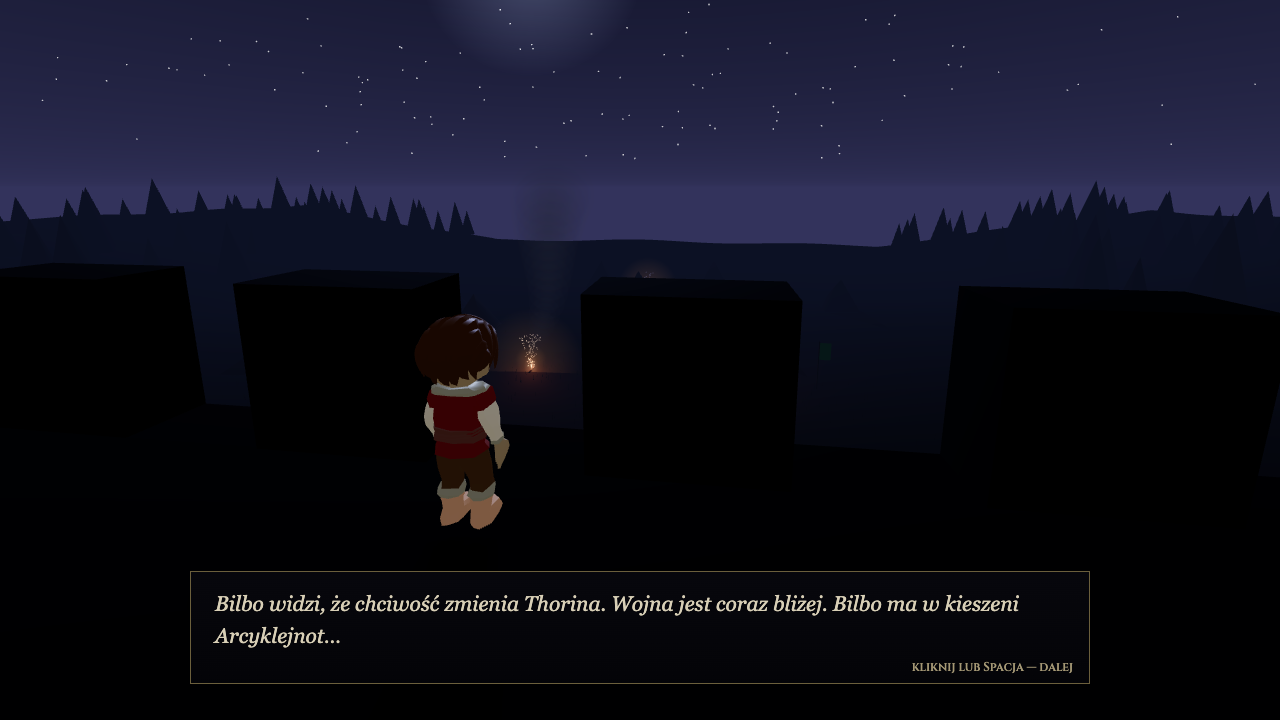 Bilbo widzi, że chciwość zmienia Thorina. Wojna jest coraz bliżej. Bilbo ma w kieszeni
Arcyklejnot...
KLIKNIJ LUB SPACJA — DALEJ